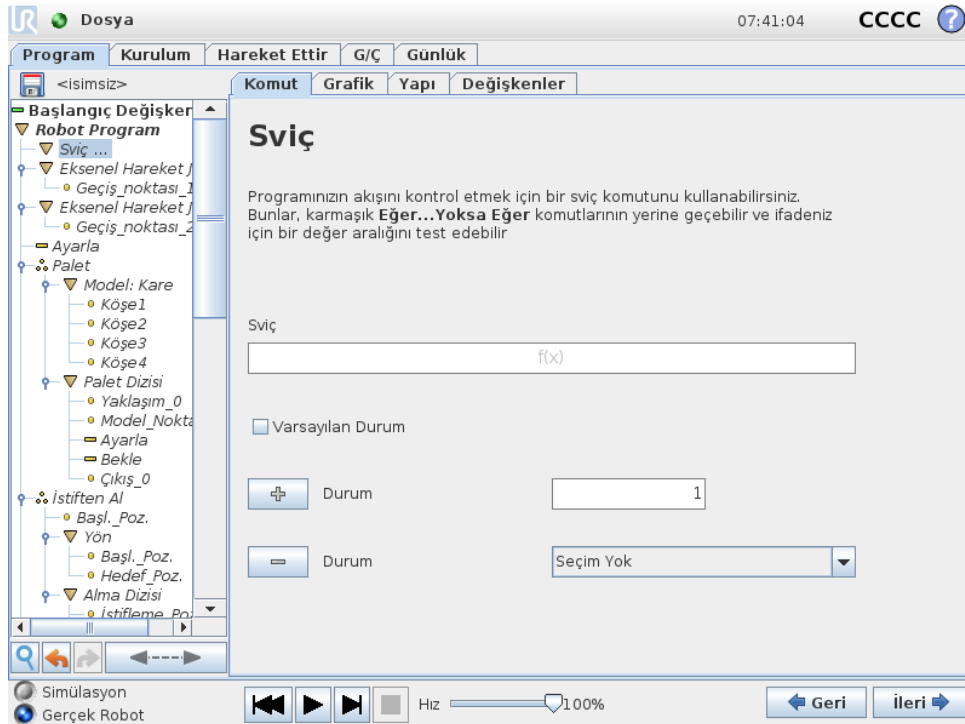 UR Dosya 07:41:04 CCCC ?
Program Kurulum Hareket Ettir G/Ç Günlük
<isimsiz>
Komut Grafik Yapı Değişkenler
Başlangıç Değişker
Robot Program
Sviç ...
Eksenel Hareket J
Geçiş_noktası_1
Eksenel Hareket J
Geçiş_noktası_2
Ayarla
Palet
Model: Kare
Köşe1
Köşe2
Köşe3
Köşe4
Palet Dizisi
Yaklaşım_0
Model_Nokta
Ayarla
Bekle
Çıkış_0
İstiften Al
Başl._Poz.
Yön
Başl._Poz.
Hedef_Poz.
Alma Dizisi
İstifleme_Poz
Sviç
Programınızın akışını kontrol etmek için bir sviç komutunu kullanabilirsiniz.
Bunlar, karmaşık Eğer...Yoksa Eğer komutlarının yerine geçebilir ve ifadeniz
için bir değer aralığını test edebilir
Sviç
f(x)
Varsayılan Durum
Durum 1
Durum Seçim Yok
Simülasyon
Gerçek Robot
Hız 100%
Geri İleri